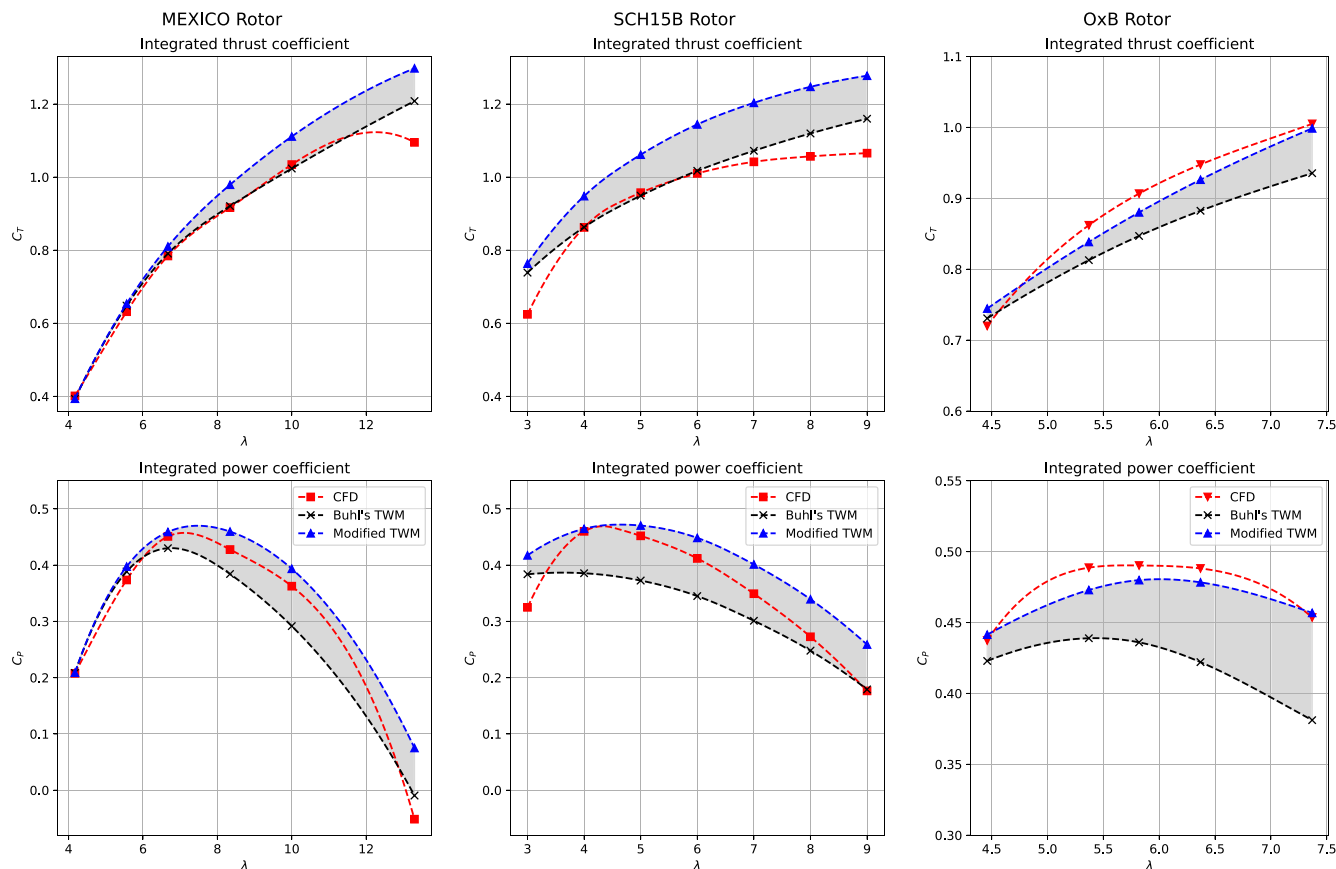 MEXICO Rotor
SCH15B Rotor
OxB Rotor
Integrated thrust coefficient
Integrated thrust coefficient
Integrated thrust coefficient
C_T
1.2
1.0
0.8
0.6
0.4
4 6 8 10 12
λ
C_T
1.2
1.0
0.8
0.6
0.4
3 4 5 6 7 8 9
λ
C_T
1.1
1.0
0.9
0.8
0.7
0.6
4.5 5.0 5.5 6.0 6.5 7.0 7.5
λ
Integrated power coefficient
Integrated power coefficient
Integrated power coefficient
C_P
0.5
0.4
0.3
0.2
0.1
0.0
CFD
Buhl's TWM
Modified TWM
4 6 8 10 12
λ
C_P
0.5
0.4
0.3
0.2
0.1
0.0
CFD
Buhl's TWM
Modified TWM
3 4 5 6 7 8 9
λ
C_P
0.55
0.50
0.45
0.40
0.35
0.30
CFD
Buhl's TWM
Modified TWM
4.5 5.0 5.5 6.0 6.5 7.0 7.5
λ